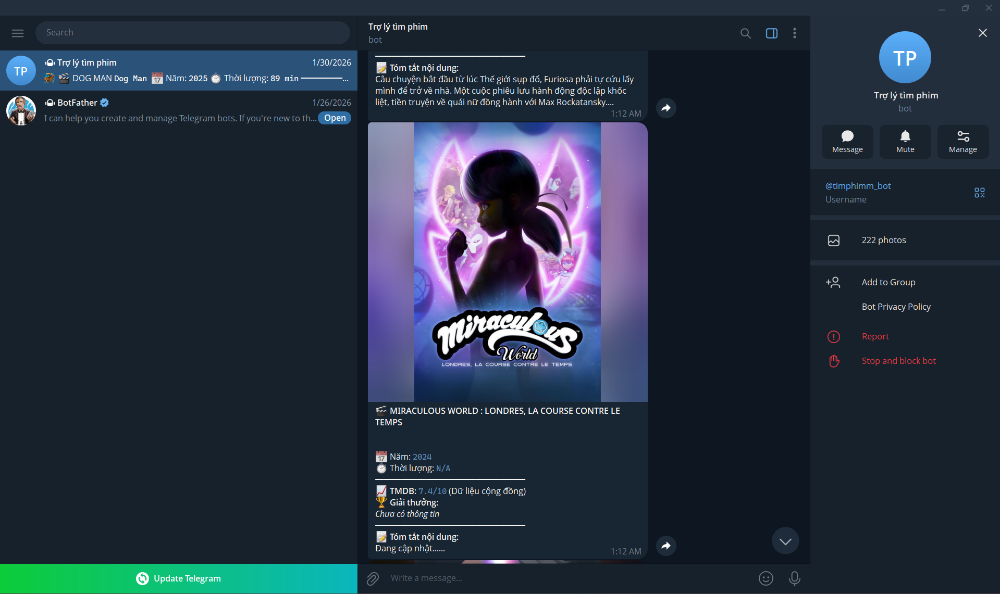 Search
TP
Trợ lý tìm phim
1/30/2026
DOG MAN Dog Man 17 Năm: 2025 Thời lượng: 89 min ─────────...
BotFather
1/26/2026
I can help you create and manage Telegram bots. If you're new to th...
Open
Update Telegram
Trợ lý tìm phim
bot
Tóm tắt nội dung:
Câu chuyện bắt đầu từ lúc Thế giới sụp đổ, Furiosa phải tự cứu lấy
mình để trở về nhà. Một cuộc phiêu lưu hành động độc lập khốc
liệt, tiền truyện về quái nữ đồng hành với Max Rockatansky....
1:12 AM
Miraculous™
World
LONDRES, LA COURSE CONTRE LE TEMPS
MIRACULOUS WORLD : LONDRES, LA COURSE CONTRE LE
TEMPS
17 Năm: 2024
Thời lượng: N/A
TMDB: 7.4/10 (Dữ liệu cộng đồng)
Giải thưởng:
Chưa có thông tin
Tóm tắt nội dung:
Đang cập nhật......
1:12 AM
Write a message...
TP
Trợ lý tìm phim
bot
Message
Mute
Manage
@timphimm_bot
Username
222 photos
Add to Group
Bot Privacy Policy
Report
Stop and block bot